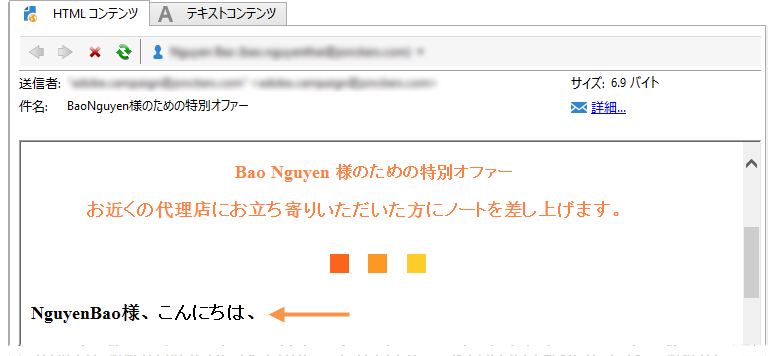 HTML コンテンツ
テキストコンテンツ
送信者:
サイズ: 6.9 バイト
件名: BaoNguyen様のための特別オファー
詳細...
Bao Nguyen 様のための特別オファー
お近くの代理店にお立ち寄りいただいた方にノートを差し上げます。
NguyenBao様、こんにちは、